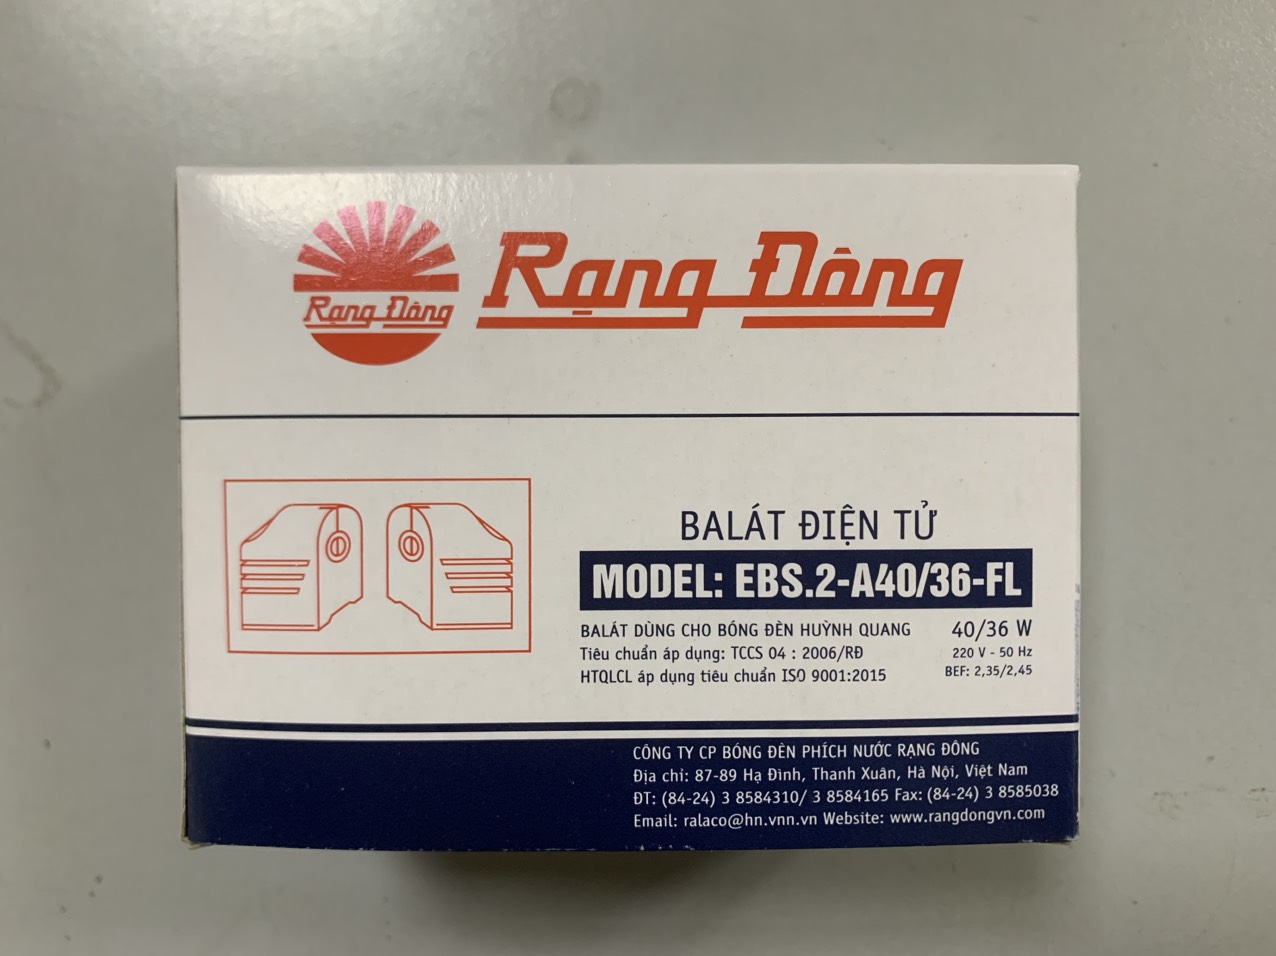 Rạng Đông
Rạng Đông
BALÁT ĐIỆN TỬ
MODEL: EBS.2-A40/36-FL
BALÁT DÙNG CHO BÓNG ĐÈN HUỲNH QUANG 40/36 W
Tiêu chuẩn áp dụng: TCCS 04 : 2006/RĐ 220 V - 50 Hz
HTQLCL áp dụng tiêu chuẩn ISO 9001:2015 BEF: 2,35/2,45
CÔNG TY CP BÓNG ĐÈN PHÍCH NƯỚC RẠNG ĐÔNG
Địa chỉ: 87-89 Hạ Đình, Thanh Xuân, Hà Nội, Việt Nam
ĐT: (84-24) 3 8584310/ 3 8584165 Fax: (84-24) 3 8585038
Email: ralaco@hn.vnn.vn Website: www.rangdongvn.com